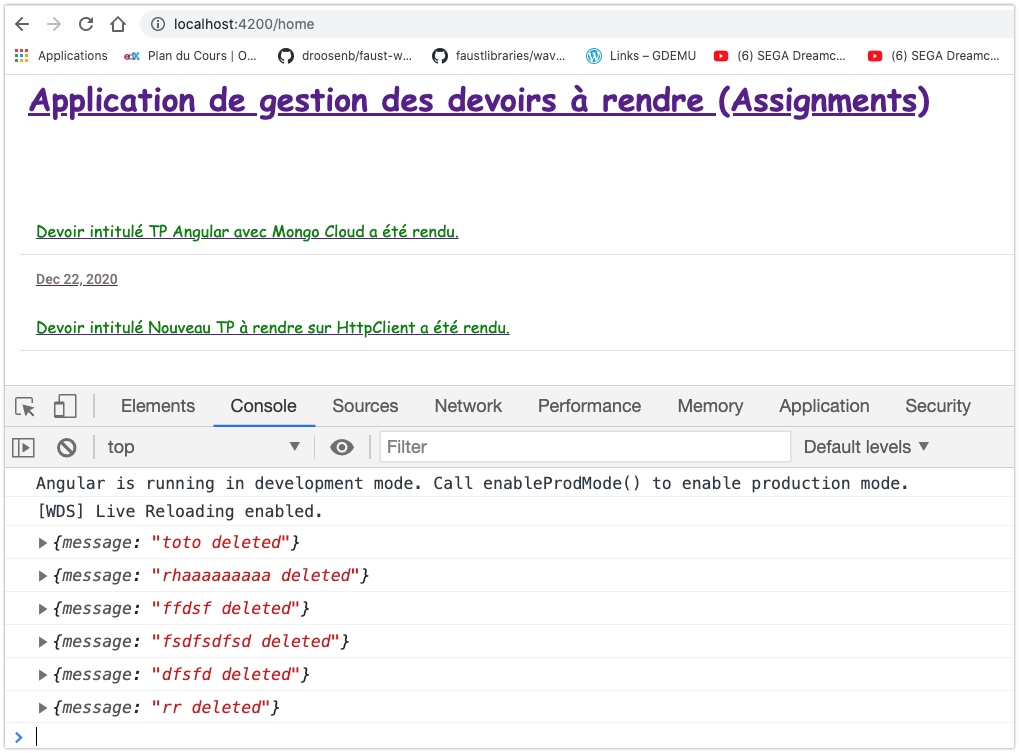 localhost:4200/home
Applications edX Plan du Cours | O... droosenb/faust-w... faustlibraries/wav... Links – GDEMU (6) SEGA Dreamc... (6) SEGA Dreamc...
Application de gestion des devoirs à rendre (Assignments)
Devoir intitulé TP Angular avec Mongo Cloud a été rendu.
Dec 22, 2020
Devoir intitulé Nouveau TP à rendre sur HttpClient a été rendu.
Elements Console Sources Network Performance Memory Application Security
top Filter Default levels
Angular is running in development mode. Call enableProdMode() to enable production mode.
[WDS] Live Reloading enabled.
{message: "toto deleted"}
{message: "rhaaaaaaaaa deleted"}
{message: "ffdsf deleted"}
{message: "fsdfsdfsd deleted"}
{message: "dfsfd deleted"}
{message: "rr deleted"}